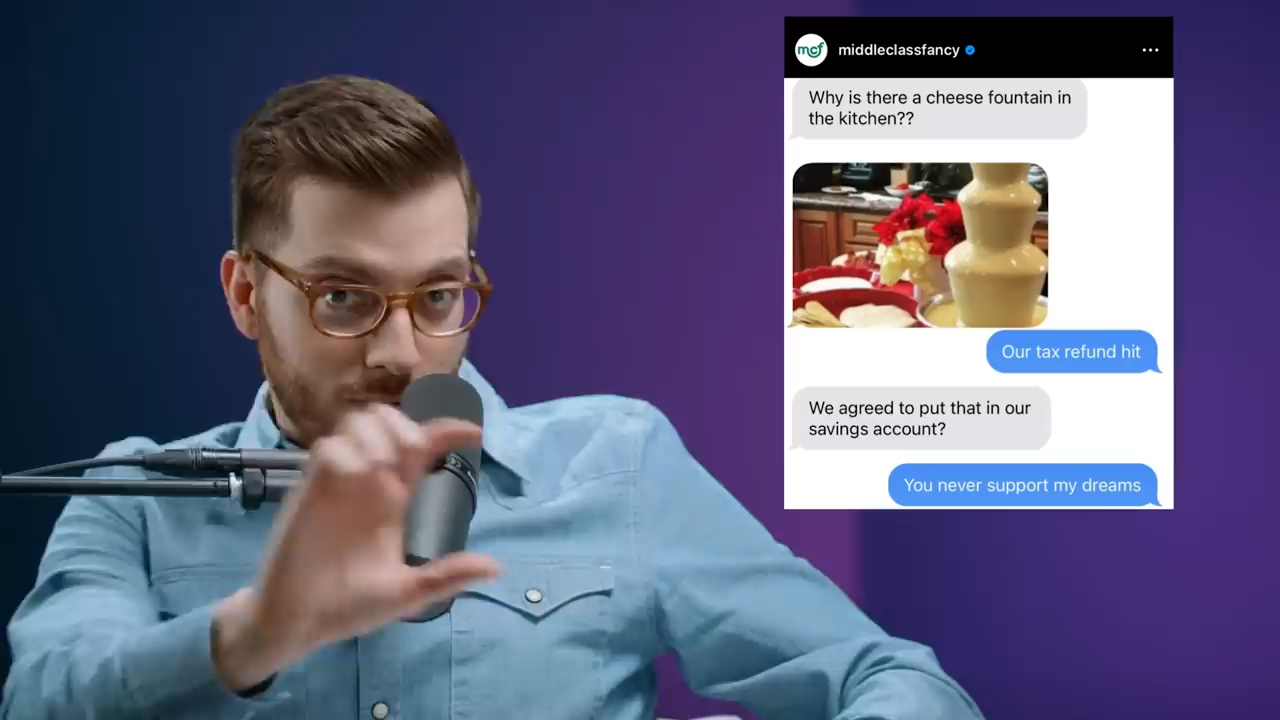 mcf
middleclassfancy
Why is there a cheese fountain in
the kitchen??
Our tax refund hit
We agreed to put that in our
savings account?
You never support my dreams